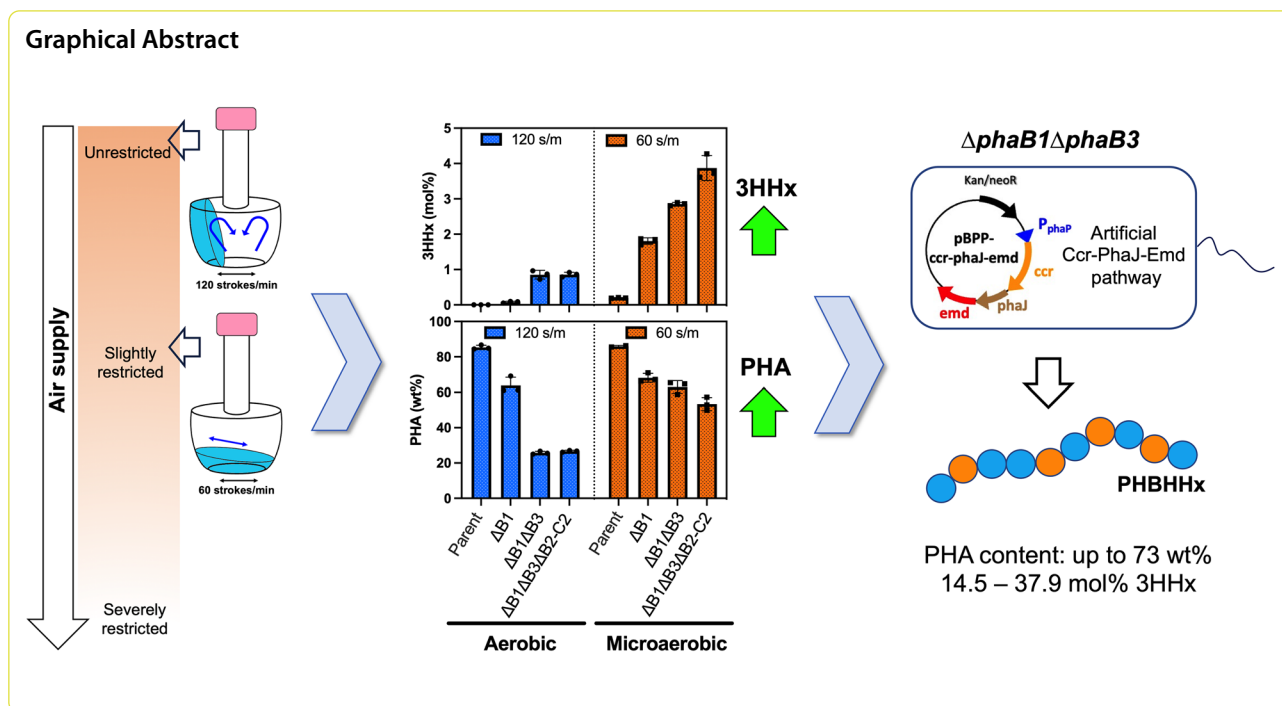 Graphical Abstract
Air supply
Unrestricted
120 strokes/min
Slightly
restricted
60 strokes/min
Severely
restricted
3HHx (mol%)
5
4
3
2
1
0
120 s/m
60 s/m
3HHx
PHA (wt%)
100
80
60
40
20
0
120 s/m
60 s/m
PHA
Parent
ΔB1
ΔB1ΔB3
ΔB1ΔB3ΔB2-C2
Parent
ΔB1
ΔB1ΔB3
ΔB1ΔB3ΔB2-C2
Aerobic
Microaerobic
ΔphaB1ΔphaB3
Kan/neoR
PphaP
pBPP-
ccr-phaJ-emd
ccr
phaJ
emd
Artificial
Ccr-PhaJ-Emd
pathway
PHBHHx
PHA content: up to 73 wt%
14.5 – 37.9 mol% 3HHx